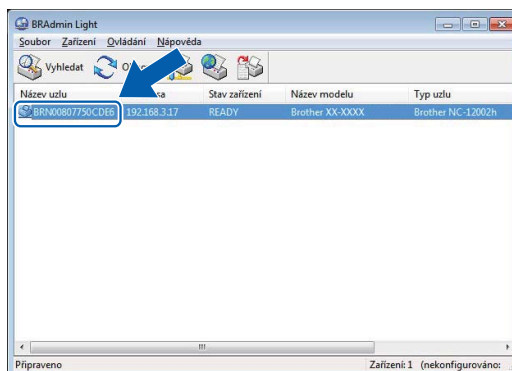 BRAdmin Light
Soubor Zařízení Ovládání Nápověda
Vyhledat
Název uzlu Stav zařízení Název modelu Typ uzlu
BRN00807750CDE6 192.168.3.17 READY Brother XX-XXXX Brother NC-12002h
Připraveno Zařízení: 1 (nekonfigurováno: